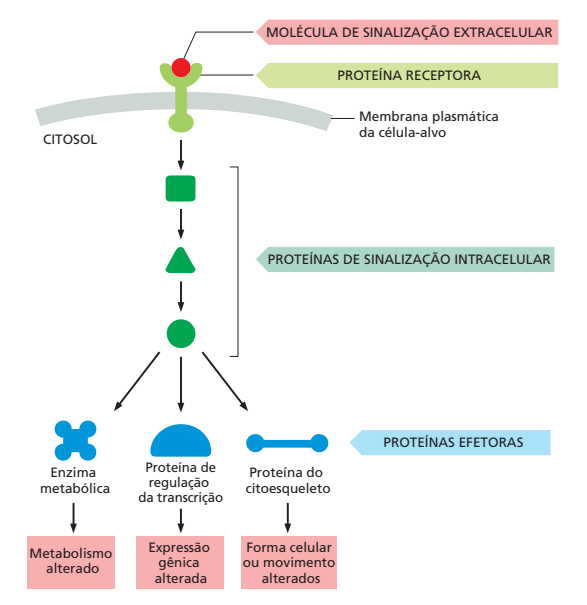 MOLÉCULA DE SINALIZAÇÃO EXTRACELULAR
PROTEÍNA RECEPTORA
Membrana plasmática
da célula-alvo
CITOSOL
PROTEÍNAS DE SINALIZAÇÃO INTRACELULAR
PROTEÍNAS EFETORAS
Enzima
metabólica
Proteína de
regulação
da transcrição
Proteína do
citoesqueleto
Metabolismo
alterado
Expressão
gênica
alterada
Forma celular
ou movimento
alterados